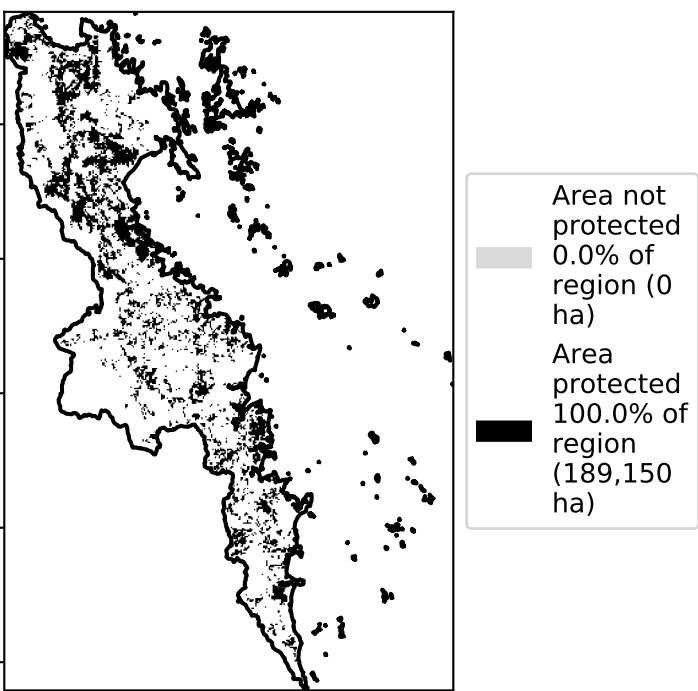 Area not
protected
0.0% of
region (0
ha)
Area
protected
100.0% of
region
(189,150
ha)